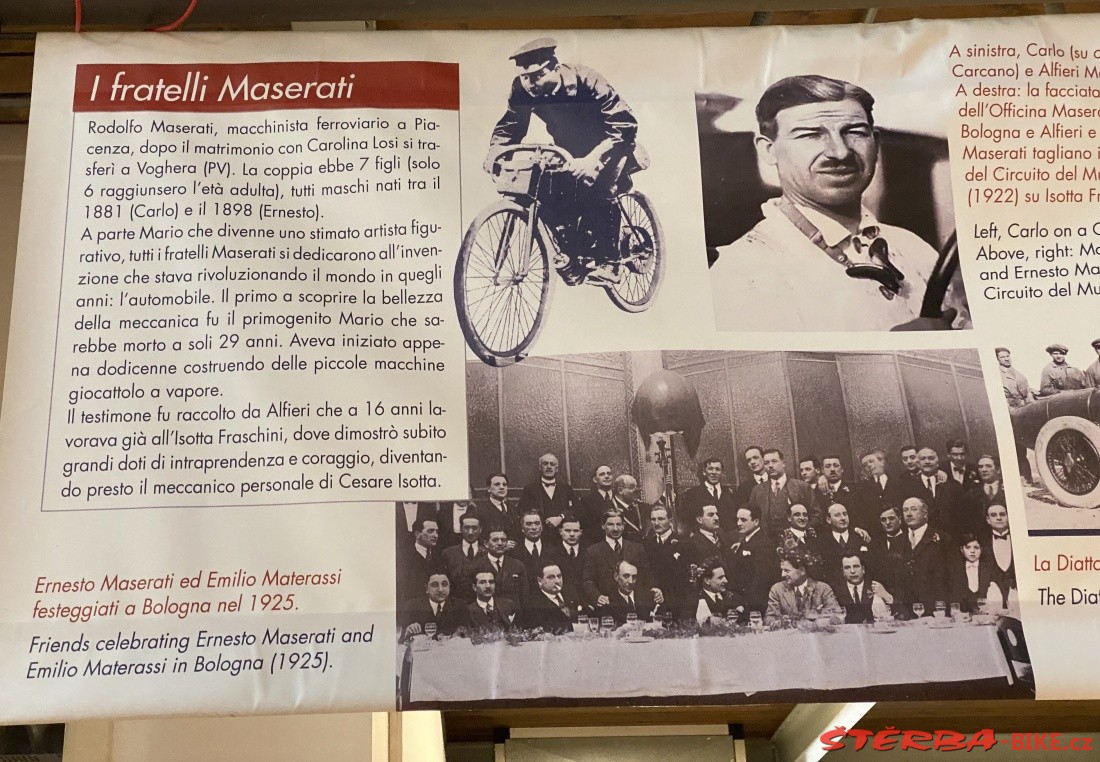 I fratelli Maserati
Rodolfo Maserati, macchinista ferroviario a Pia-
cenza, dopo il matrimonio con Carolina Losi si tra-
sferì a Voghera (PV). La coppia ebbe 7 figli (solo
6 raggiunsero l'età adulta), tutti maschi nati tra il
1881 (Carlo) e il 1898 (Ernesto).
A parte Mario che divenne uno stimato artista figu-
rativo, tutti i fratelli Maserati si dedicarono all'inven-
zione che stava rivoluzionando il mondo in quegli
anni: l'automobile. Il primo a scoprire la bellezza
della meccanica fu il primogenito Mario che sa-
rebbe morto a soli 29 anni. Aveva iniziato appe-
na dodicenne costruendo delle piccole macchine
giocattolo a vapore.
Il testimone fu raccolto da Alfieri che a 16 anni la-
vorava già all'Isotta Fraschini, dove dimostrò subito
grandi doti di intraprendenza e coraggio, diventan-
do presto il meccanico personale di Cesare Isotta.
Ernesto Maserati ed Emilio Materassi
festeggiati a Bologna nel 1925.
Friends celebrating Ernesto Maserati and
Emilio Materassi in Bologna (1925).
A sinistra, Carlo (su
Carcano) e Alfieri
A destra: la facciata
dell'Officina
Bologna e Alfieri e
Maserati tagliano
del Circuito del
(1922) su Isotta
Left, Carlo on a
Above, right:
and Ernesto
Circuito del
La
The
ŠTĚRBA-BIKE.cz